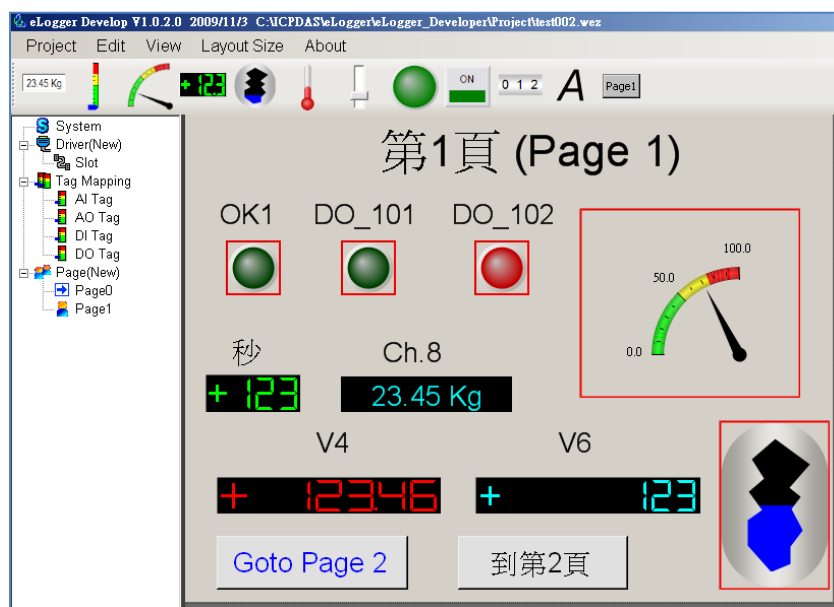 eLogger Develop V1.0.2.0 2009/11/3 C:\ICPDAS\eLogger\eLogger_Developer\Project\test002.wez
Project Edit View Layout Size About
23.45 Kg +12.3 ON 0 1 2 A Page1
System
Driver(New)
Slot
Tag Mapping
AI Tag
AO Tag
DI Tag
DO Tag
Page(New)
Page0
Page1
第1頁 (Page 1)
OK1 DO_101 DO_102
100.0
50.0
0.0
秒 Ch.8
+123 23.45 Kg
V4 V6
+ 123.46 + 123
Goto Page 2 到第2頁